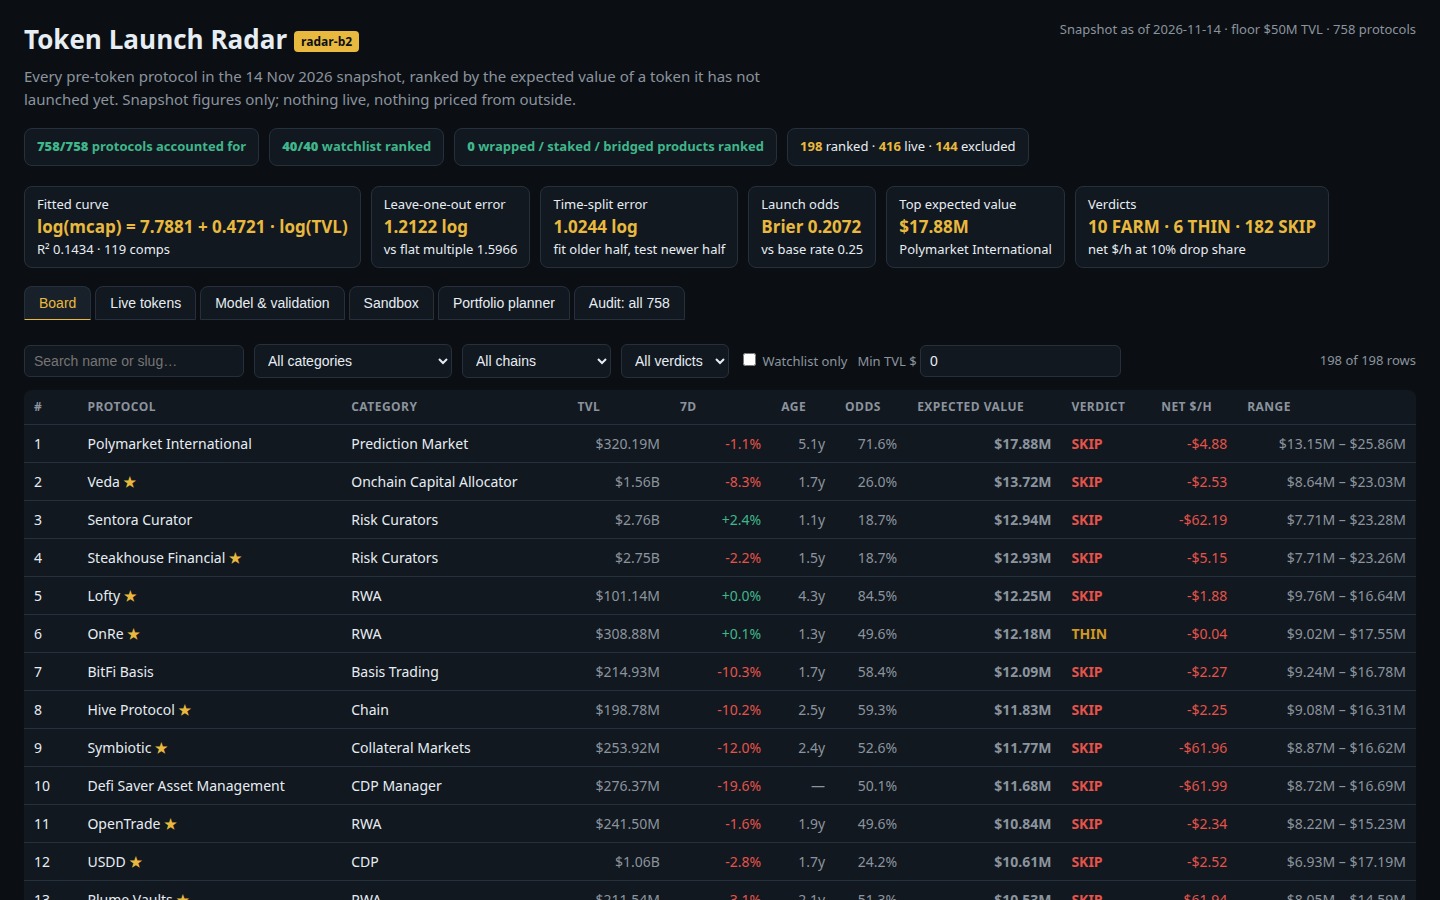 Token Launch Radar radar-b2
Snapshot as of 2026-11-14 · floor $50M TVL · 758 protocols
Every pre-token protocol in the 14 Nov 2026 snapshot, ranked by the expected value of a token it has not
launched yet. Snapshot figures only; nothing live, nothing priced from outside.
758/758 protocols accounted for
40/40 watchlist ranked
0 wrapped / staked / bridged products ranked
198 ranked · 416 live · 144 excluded
Fitted curve
log(mcap) = 7.7881 + 0.4721 · log(TVL)
R² 0.1434 · 119 comps
Leave-one-out error
1.2122 log
vs flat multiple 1.5966
Time-split error
1.0244 log
fit older half, test newer half
Launch odds
Brier 0.2072
vs base rate 0.25
Top expected value
$17.88M
Polymarket International
Verdicts
10 FARM · 6 THIN · 182 SKIP
net $/h at 10% drop share
Board Live tokens Model & validation Sandbox Portfolio planner Audit: all 758
Search name or slug… All categories All chains All verdicts Watchlist only Min TVL $ 0 198 of 198 rows
# PROTOCOL CATEGORY TVL 7D AGE ODDS EXPECTED VALUE VERDICT NET $/H RANGE
1 Polymarket International Prediction Market $320.19M -1.1% 5.1y 71.6% $17.88M SKIP -$4.88 $13.15M – $25.86M
2 Veda ★ Onchain Capital Allocator $1.56B -8.3% 1.7y 26.0% $13.72M SKIP -$2.53 $8.64M – $23.03M
3 Sentora Curator Risk Curators $2.76B +2.4% 1.1y 18.7% $12.94M SKIP -$62.19 $7.71M – $23.28M
4 Steakhouse Financial ★ Risk Curators $2.75B -2.2% 1.5y 18.7% $12.93M SKIP -$5.15 $7.71M – $23.26M
5 Lofty ★ RWA $101.14M +0.0% 4.3y 84.5% $12.25M SKIP -$1.88 $9.76M – $16.64M
6 OnRe ★ RWA $308.88M +0.1% 1.3y 49.6% $12.18M THIN -$0.04 $9.02M – $17.55M
7 BitFi Basis Basis Trading $214.93M -10.3% 1.7y 58.4% $12.09M SKIP -$2.27 $9.24M – $16.78M
8 Hive Protocol ★ Chain $198.78M -10.2% 2.5y 59.3% $11.83M SKIP -$2.25 $9.08M – $16.31M
9 Symbiotic ★ Collateral Markets $253.92M -12.0% 2.4y 52.6% $11.77M SKIP -$61.96 $8.87M – $16.62M
10 Defi Saver Asset Management CDP Manager $276.37M -19.6% — 50.1% $11.68M SKIP -$61.99 $8.72M – $16.69M
11 OpenTrade ★ RWA $241.50M -1.6% 1.9y 49.6% $10.84M SKIP -$2.34 $8.22M – $15.23M
12 USDD ★ CDP $1.06B -2.8% 1.7y 24.2% $10.61M SKIP -$2.52 $6.93M – $17.19M
13 Plume Vaults ★ RWA $211.54M -3.1% 2.1y 51.3% $10.53M SKIP -$61.94 $8.05M – $14.59M